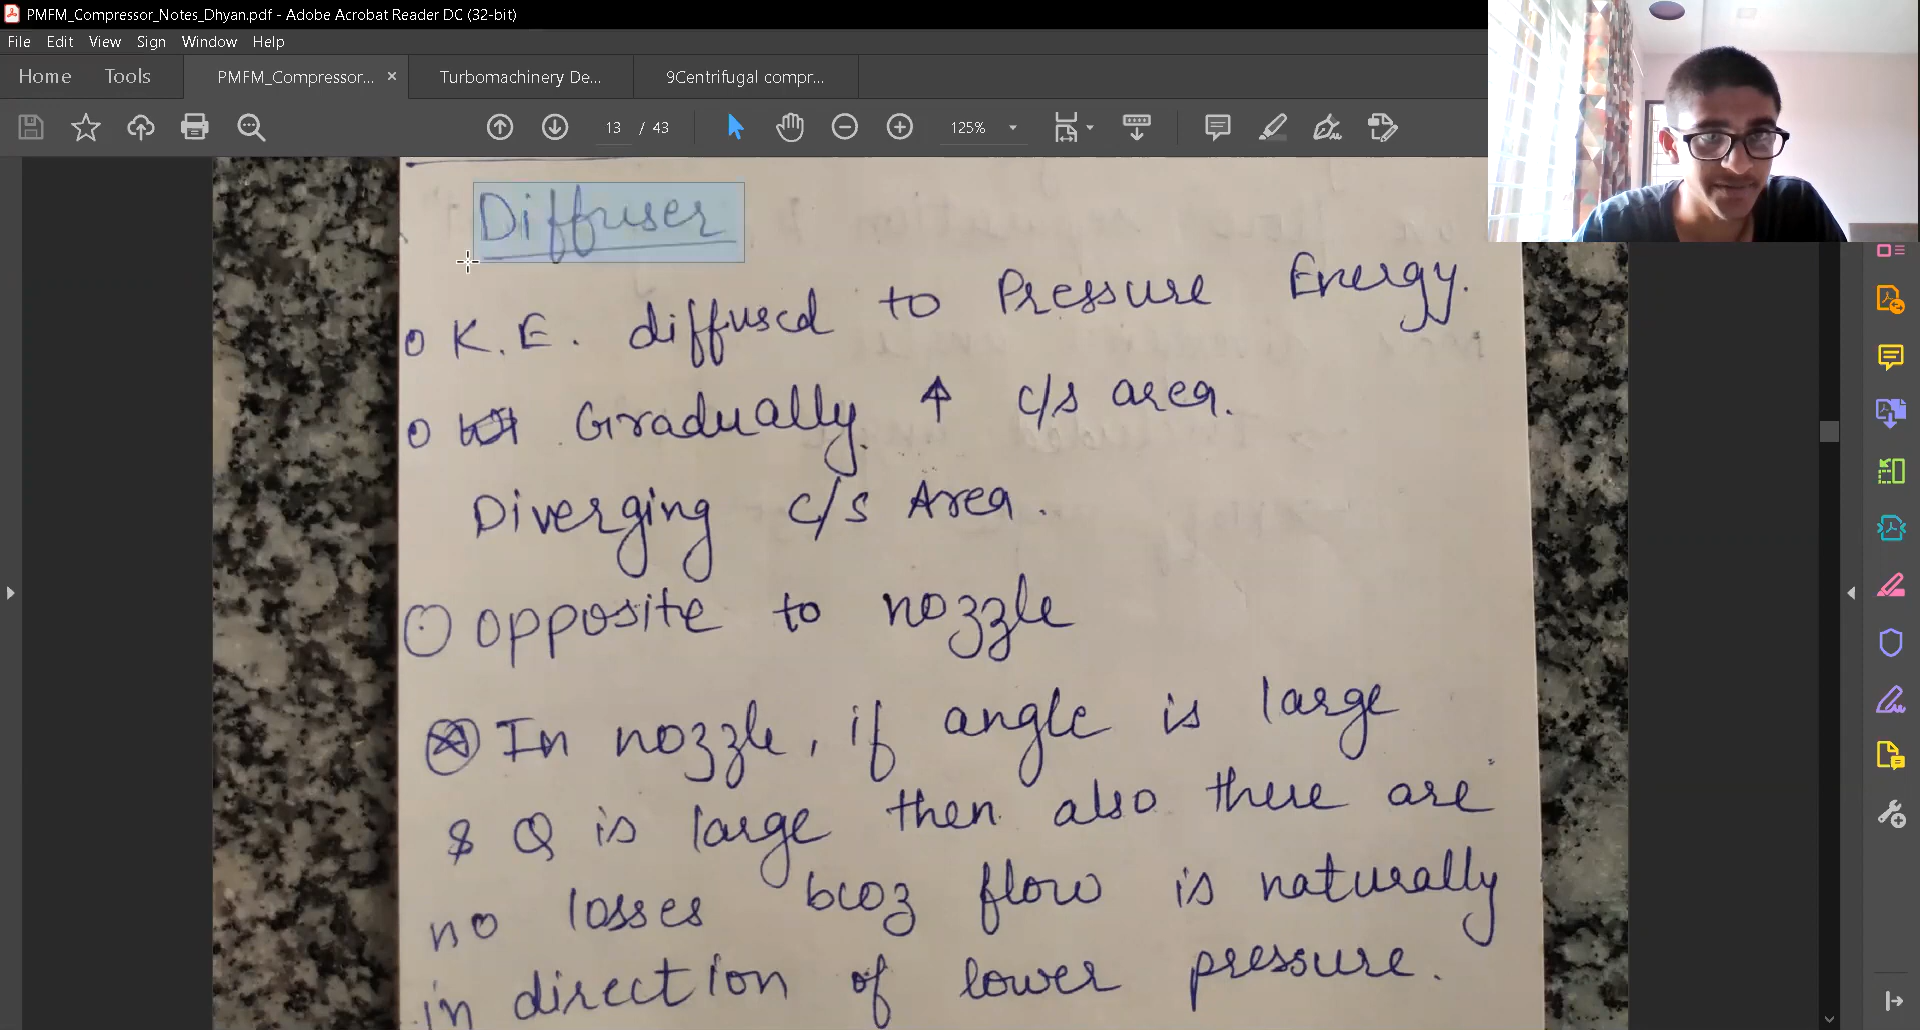 PMFM_Compressor_Notes_Dhyan.pdf - Adobe Acrobat Reader DC (32-bit)
File Edit View Sign Window Help
Home Tools PMFM_Compressor... × Turbomachinery De... 9Centrifugal compr...
13 / 43 125%
Diffuser
K.E. diffused to Pressure Energy.
Gradually ↑ c/s area.
Diverging c/s Area.
opposite to nozzle
In nozzle, if angle is large
& Q is large then also there are
no losses bcoz flow is naturally
in direction of lower pressure.